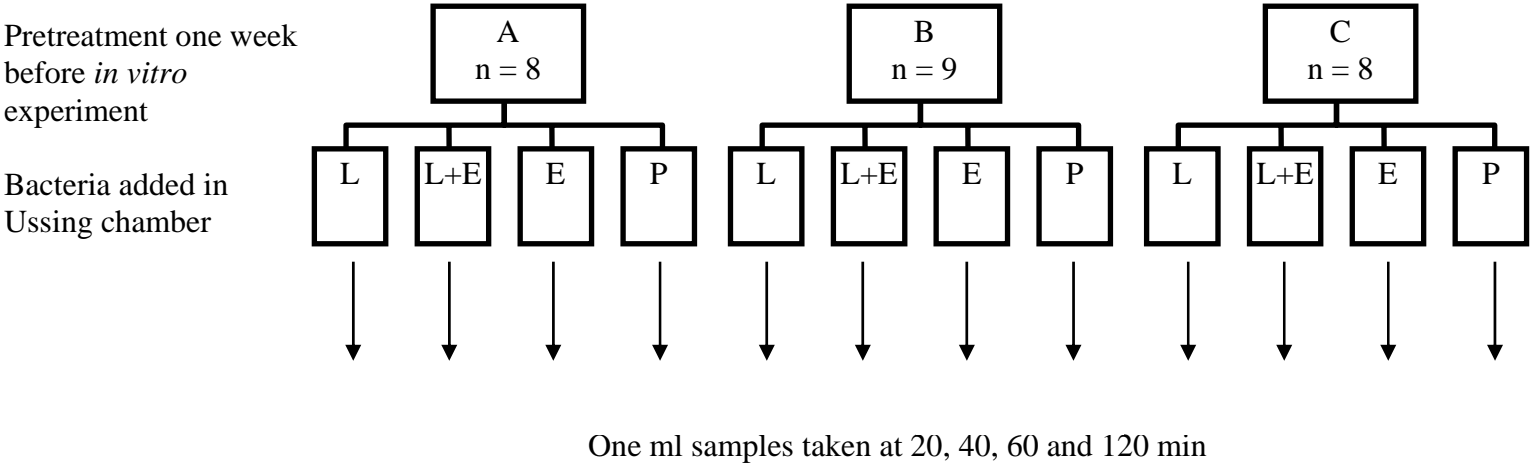 Pretreatment one week
before in vitro
experiment
A
n = 8
B
n = 9
C
n = 8
Bacteria added in
Ussing chamber
L
L+E
E
P
L
L+E
E
P
L
L+E
E
P
One ml samples taken at 20, 40, 60 and 120 min